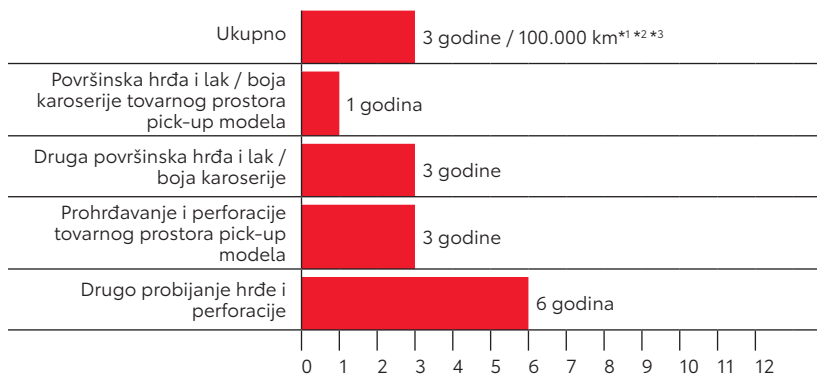 Ukupno
3 godine / 100.000 km*¹ *² *³
Površinska hrđa i lak / boja
karoserije tovarnog prostora
pick-up modela
1 godina
Druga površinska hrđa i lak /
boja karoserije
3 godine
Prohrđavanje i perforacije
tovarnog prostora pick-up
modela
3 godine
Drugo probijanje hrđe i
perforacije
6 godina
0 1 2 3 4 5 6 7 8 9 10 11 12